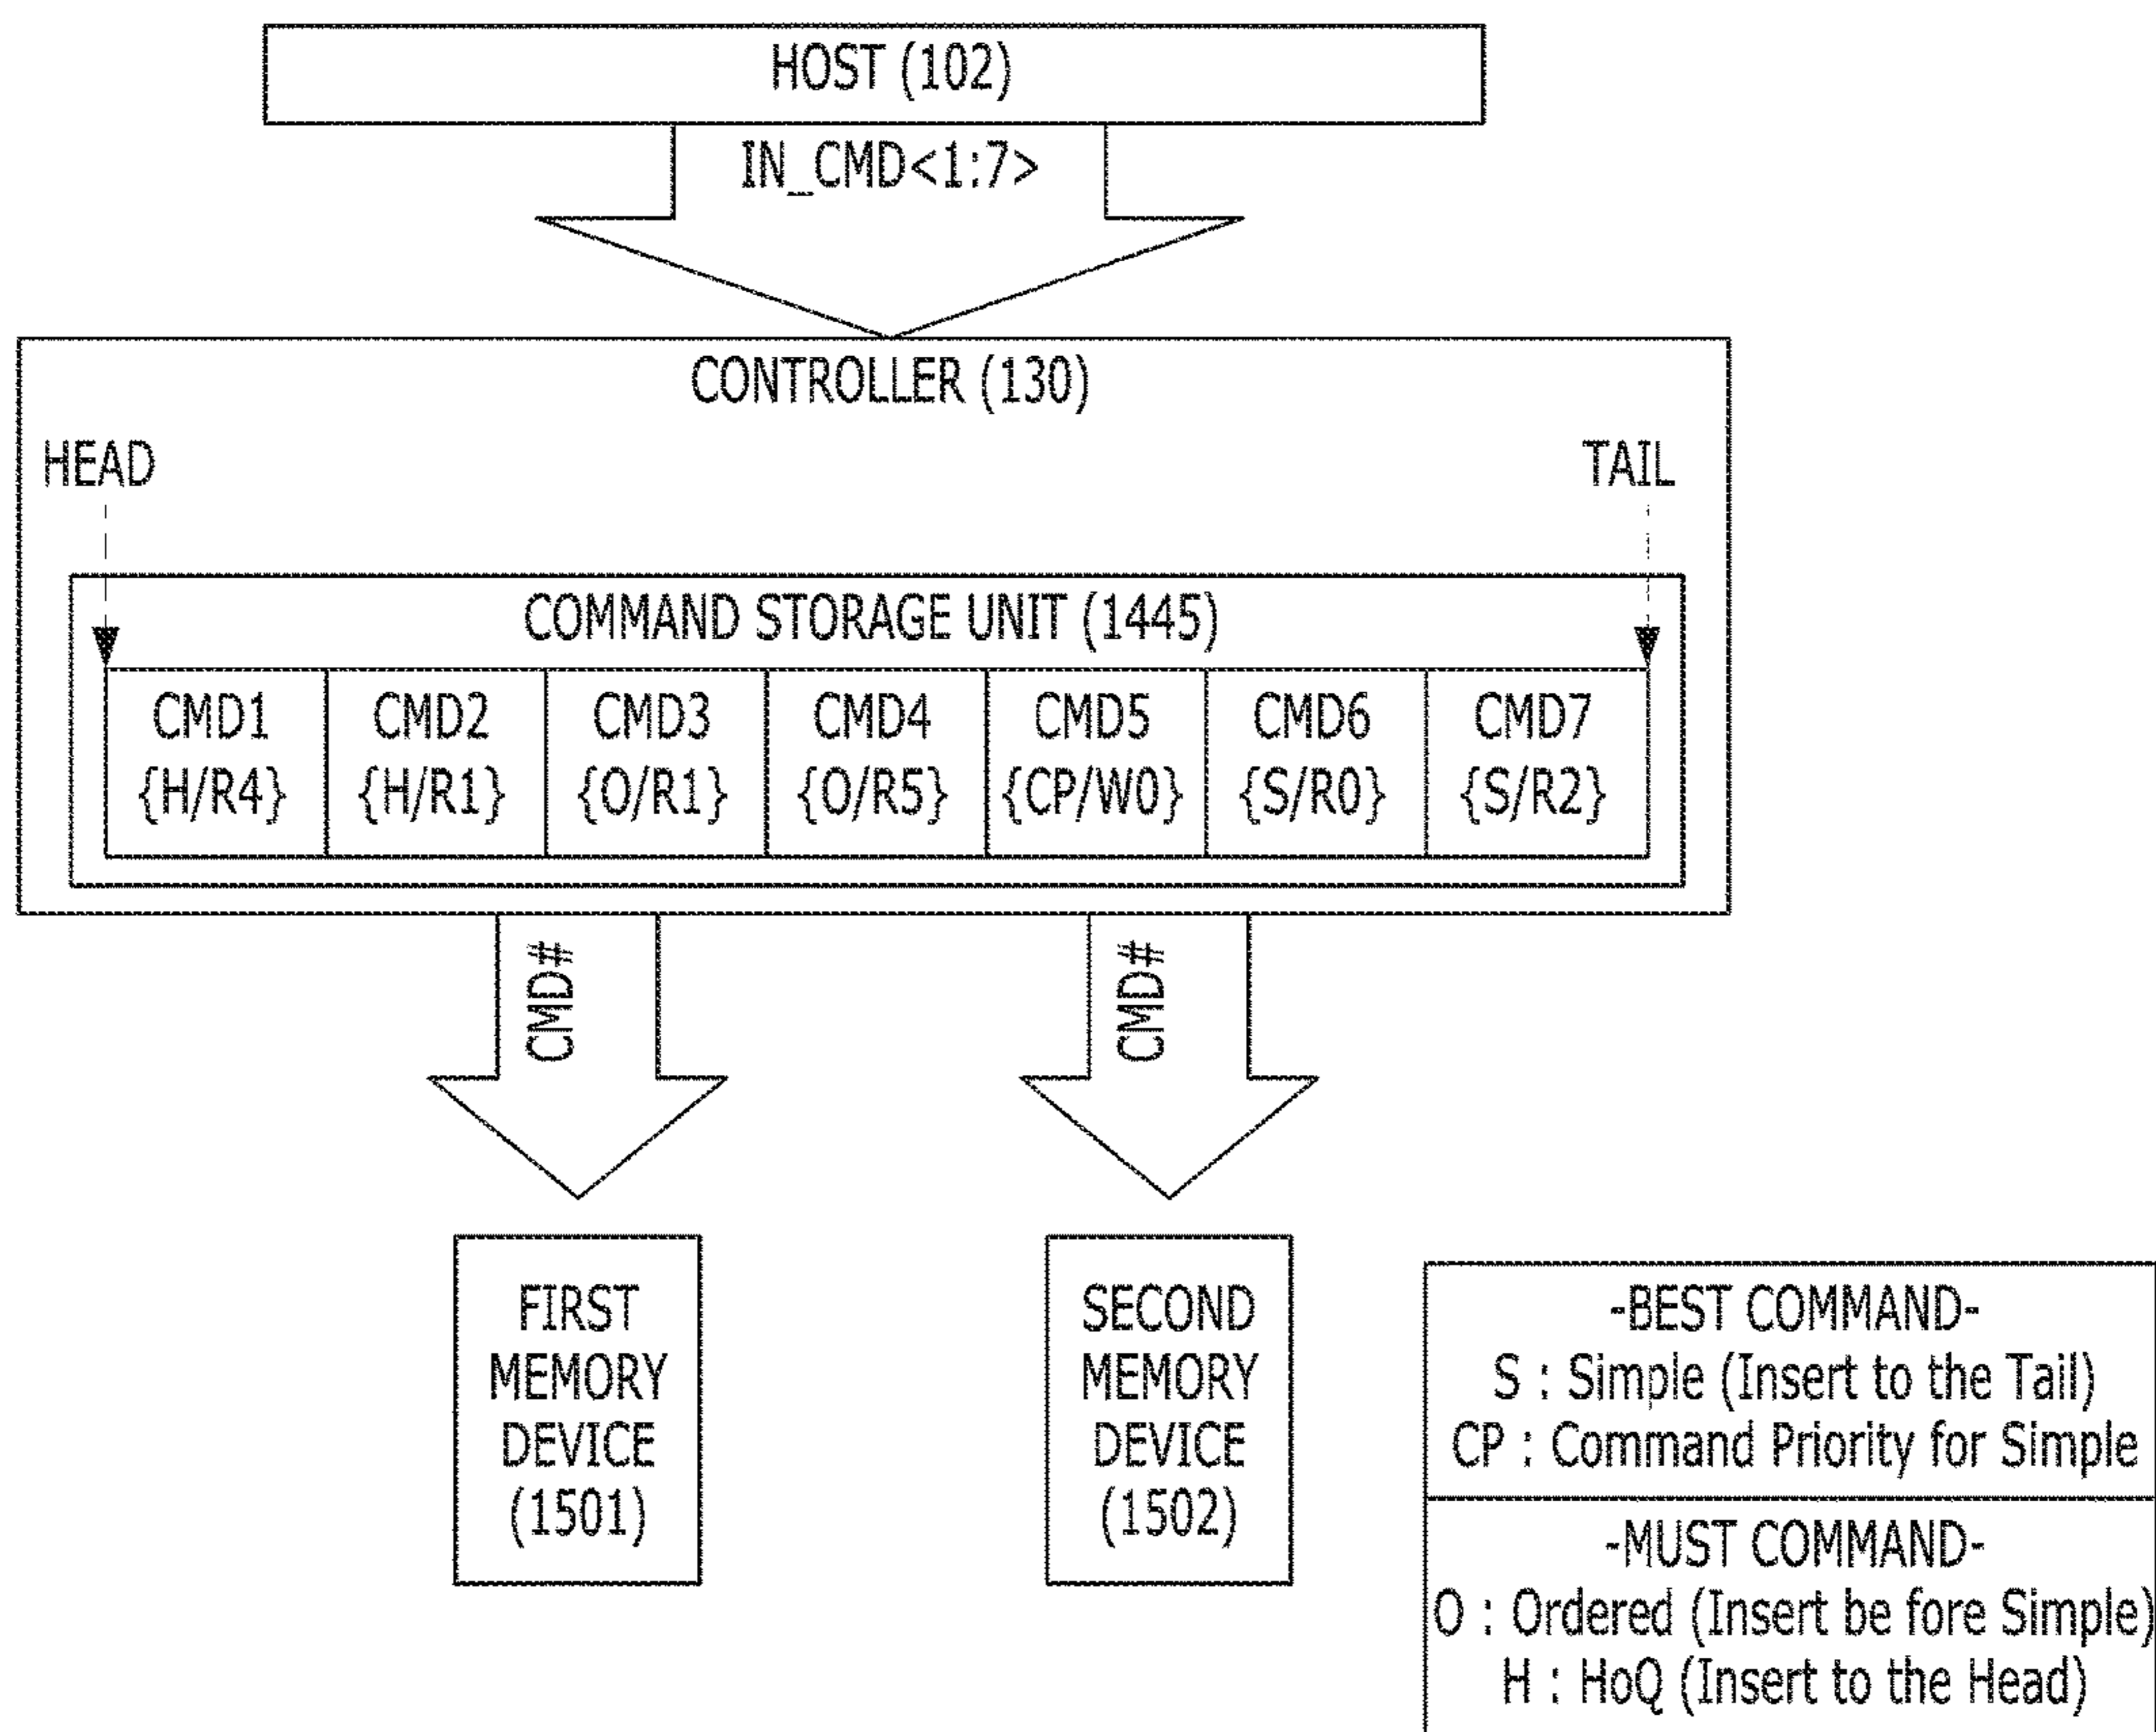 HOST (102)
IN_CMD<1:7>
CONTROLLER (130)
HEAD
TAIL
COMMAND STORAGE UNIT (1445)
CMD1 CMD2 CMD3 CMD4 CMD5 CMD6 CMD7
{H/R4} {H/R1} {O/R1} {O/R5} {CP/W0} {S/R0} {S/R2}
CMD#
CMD#
FIRST
MEMORY
DEVICE
(1501)
SECOND
MEMORY
DEVICE
(1502)
-BEST COMMAND-
S : Simple (Insert to the Tail)
CP : Command Priority for Simple
-MUST COMMAND-
O : Ordered (Insert be fore Simple)
H : HoQ (Insert to the Head)